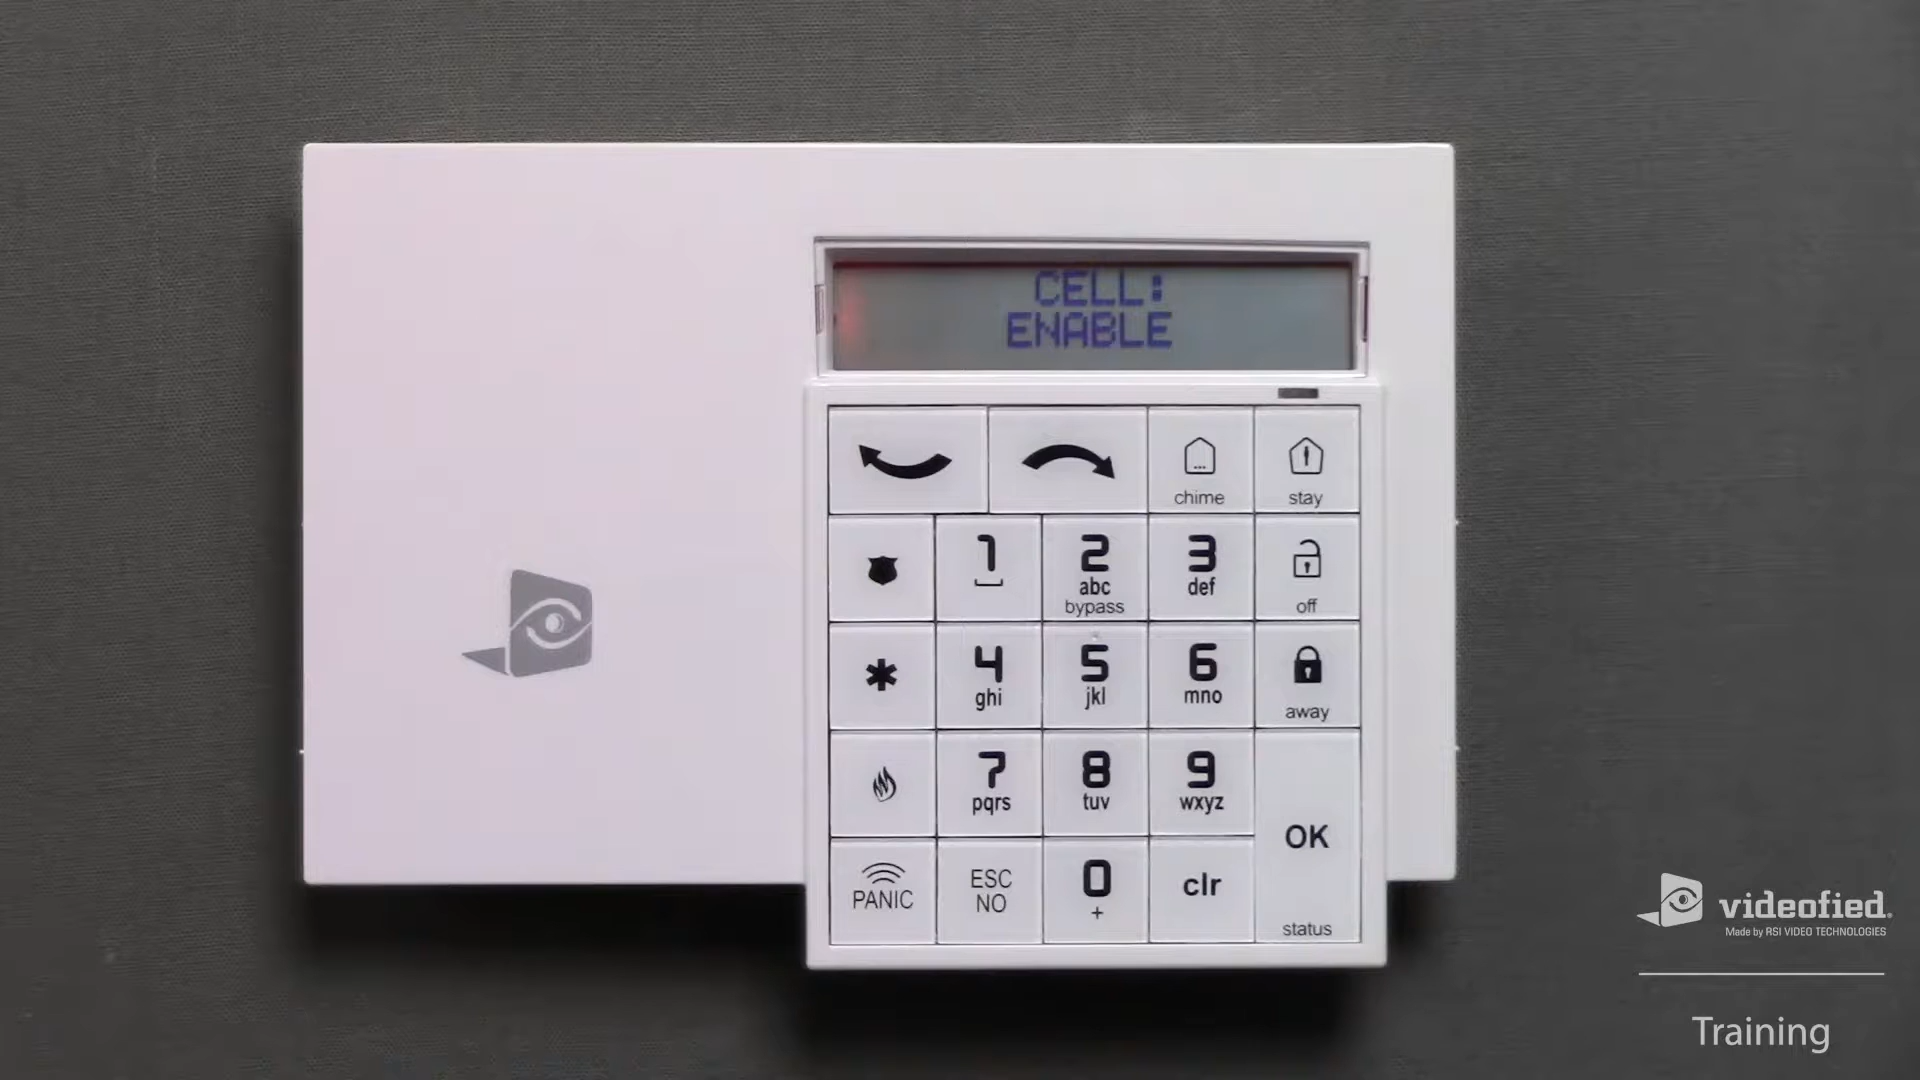 CELL:
ENABLE
chime
stay
1
2
abc
bypass
3
def
off
4
ghi
5
jkl
6
mno
away
7
pqrs
8
tuv
9
wxyz
OK
status
PANIC
ESC
NO
0
+
clr
videofied®
Made by RSI VIDEO TECHNOLOGIES
Training